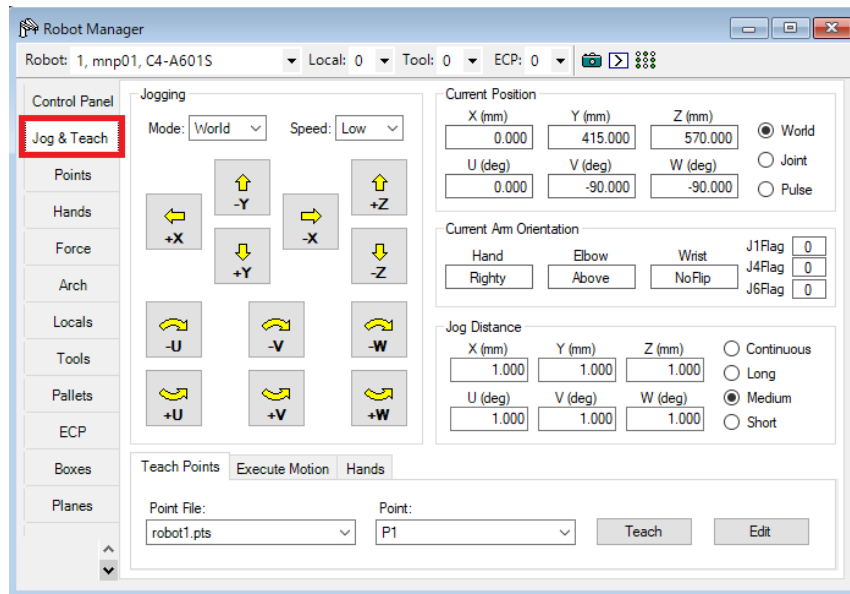 Robot Manager
Robot: 1, mnp01, C4-A601S Local: 0 Tool: 0 ECP: 0
Control Panel
Jog & Teach
Points
Hands
Force
Arch
Locals
Tools
Pallets
ECP
Boxes
Planes
Jogging
Mode: World Speed: Low
-Y +Z
+X -X
+Y -Z
-U -V -W
+U +V +W
Current Position
X (mm) Y (mm) Z (mm)
0.000 415.000 570.000
U (deg) V (deg) W (deg)
0.000 -90.000 -90.000
World
Joint
Pulse
Current Arm Orientation
Hand Elbow Wrist
Righty Above NoFlip
J1Flag 0
J4Flag 0
J6Flag 0
Jog Distance
X (mm) Y (mm) Z (mm)
1.000 1.000 1.000
U (deg) V (deg) W (deg)
1.000 1.000 1.000
Continuous
Long
Medium
Short
Teach Points Execute Motion Hands
Point File: Point:
robot1.pts P1 Teach Edit